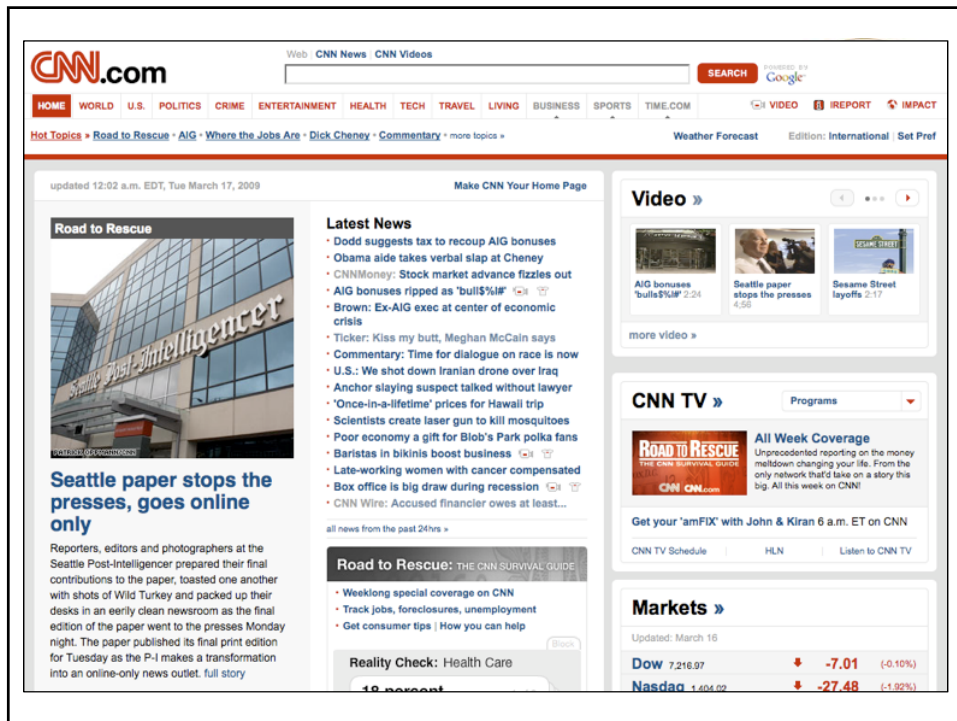 CNN.com
Web | CNN News | CNN Videos
SEARCH
POWERED BY
Google
HOME WORLD U.S. POLITICS CRIME ENTERTAINMENT HEALTH TECH TRAVEL LIVING BUSINESS SPORTS TIME.COM VIDEO IREPORT IMPACT
Hot Topics » Road to Rescue • AIG • Where the Jobs Are • Dick Cheney • Commentary • more topics »
Weather Forecast
Edition: International | Set Pref
updated 12:02 a.m. EDT, Tue March 17, 2009
Make CNN Your Home Page
Road to Rescue
Seattle Post-Intelligencer
Seattle paper stops the
presses, goes online
only
Reporters, editors and photographers at the
Seattle Post-Intelligencer prepared their final
contributions to the paper, toasted one another
with shots of Wild Turkey and packed up their
desks in an eerily clean newsroom as the final
edition of the paper went to the presses Monday
night. The paper published its final print edition
for Tuesday as the P-I makes a transformation
into an online-only news outlet. full story
Latest News
• Dodd suggests tax to recoup AIG bonuses
• Obama aide takes verbal slap at Cheney
• CNNMoney: Stock market advance fizzles out
• AIG bonuses ripped as 'bull$%!#'
• Brown: Ex-AIG exec at center of economic
crisis
• Ticker: Kiss my butt, Meghan McCain says
• Commentary: Time for dialogue on race is now
• U.S.: We shot down Iranian drone over Iraq
• Anchor slaying suspect talked without lawyer
• 'Once-in-a-lifetime' prices for Hawaii trip
• Scientists create laser gun to kill mosquitoes
• Poor economy a gift for Blob's Park polka fans
• Baristas in bikinis boost business
• Late-working women with cancer compensated
• Box office is big draw during recession
• CNN Wire: Accused financier owes at least...
all news from the past 24hrs »
Road to Rescue: THE CNN SURVIVAL GUIDE
• Weeklong special coverage on CNN
• Track jobs, foreclosures, unemployment
• Get consumer tips | How you can help
Block
Reality Check: Health Care
18 percent
Video »
SESAME STREET
AIG bonuses
'bulls$%!#' 2:24
Seattle paper
stops the presses
4:56
Sesame Street
layoffs 2:17
more video »
CNN TV »
Programs
ROAD TO RESCUE
THE CNN SURVIVAL GUIDE
CNN CNN.com
All Week Coverage
Unprecedented reporting on the money
meltdown changing your life. From the
only network that'd take on a story this
big. All this week on CNN!
Get your 'amFIX' with John & Kiran 6 a.m. ET on CNN
CNN TV Schedule | HLN | Listen to CNN TV
Markets »
Updated: March 16
Dow 7,216.97 -7.01 (-0.10%)
Nasdaq 1,404.02 -27.48 (-1.92%)